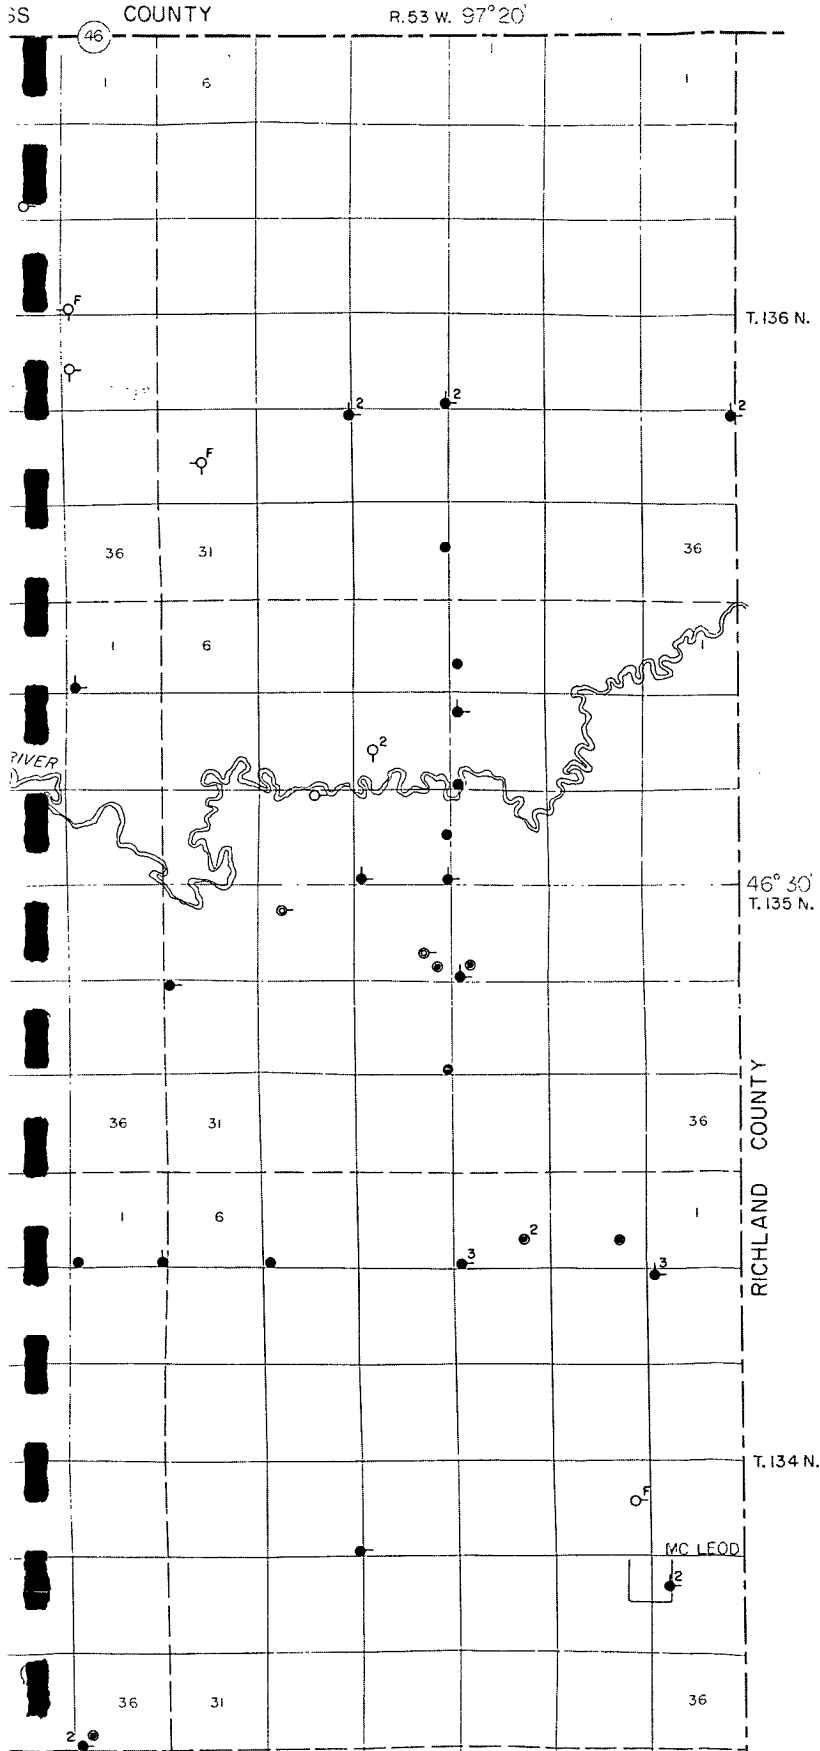 SS COUNTY R.53 W. 97°20'
46
1 6 1 1
F
T. 136 N.
2 2 2
F
36 31 36
1 6 1
2
RIVER
46° 30'
T. 135 N.
36 31 36
RICHLAND COUNTY
1 6 1
2
3 3
T. 134 N.
F
MC LEOD
2
36 31 36
2